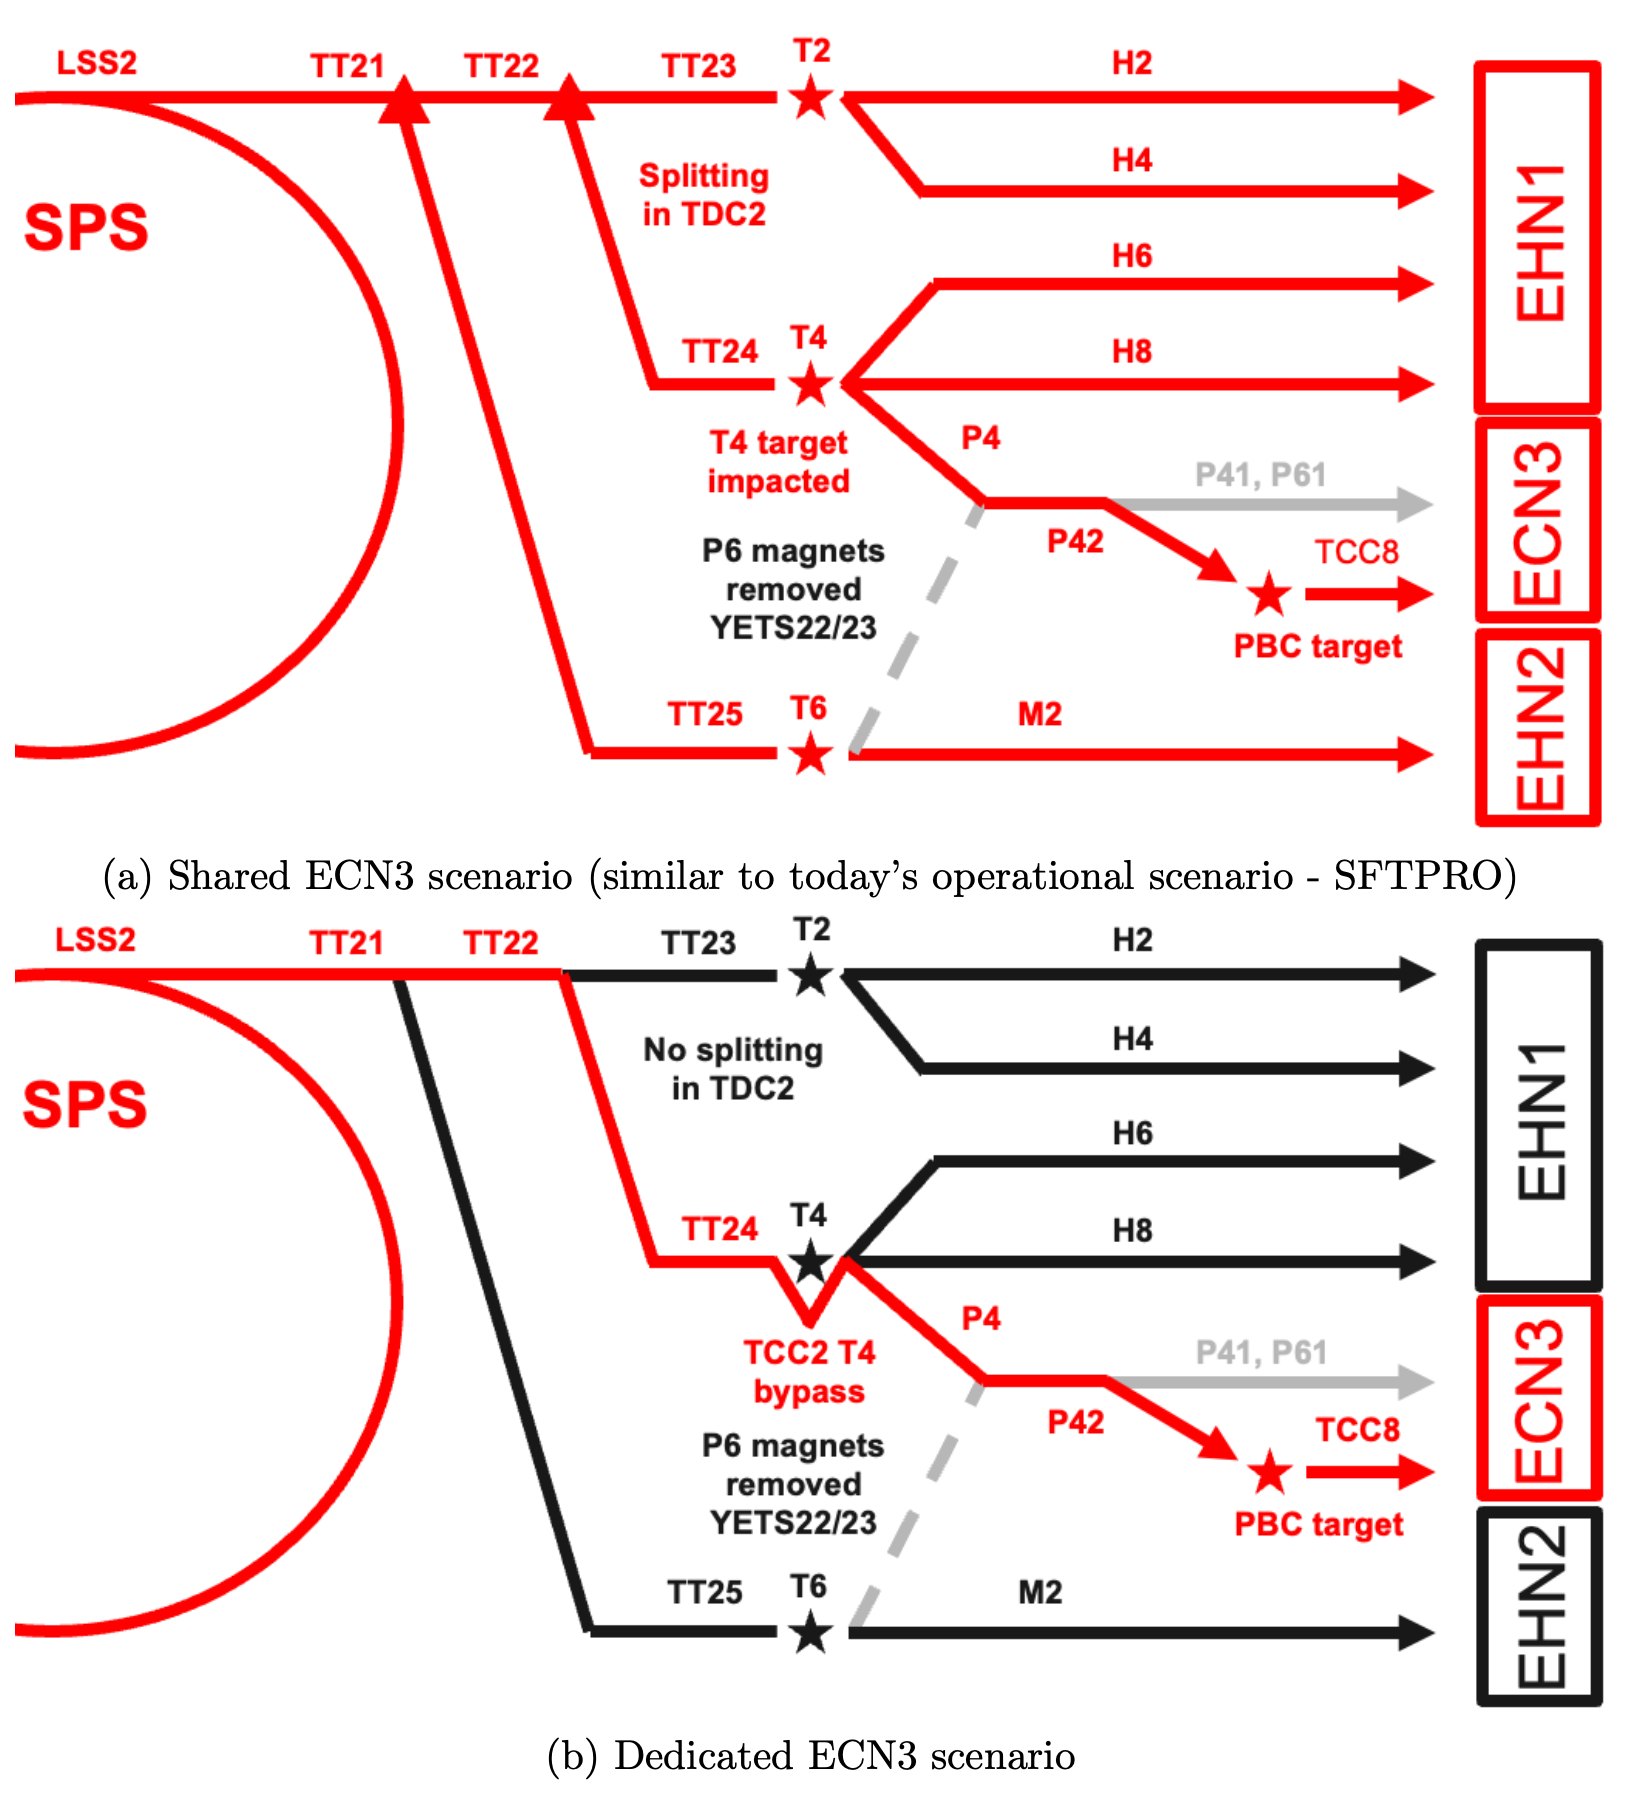 LSS2
TT21
TT22
TT23
T2
H2
SPS
Splitting
in TDC2
H4
EHN1
H6
TT24
T4
H8
T4 target
impacted
P4
P41, P61
ECN3
P6 magnets
removed
YETS22/23
P42
TCC8
PBC target
TT25
T6
M2
EHN2
(a) Shared ECN3 scenario (similar to today's operational scenario - SFTPRO)
LSS2
TT21
TT22
TT23
T2
H2
SPS
No splitting
in TDC2
H4
EHN1
H6
TT24
T4
H8
TCC2 T4
bypass
P4
P41, P61
ECN3
P6 magnets
removed
YETS22/23
P42
TCC8
PBC target
TT25
T6
M2
EHN2
(b) Dedicated ECN3 scenario